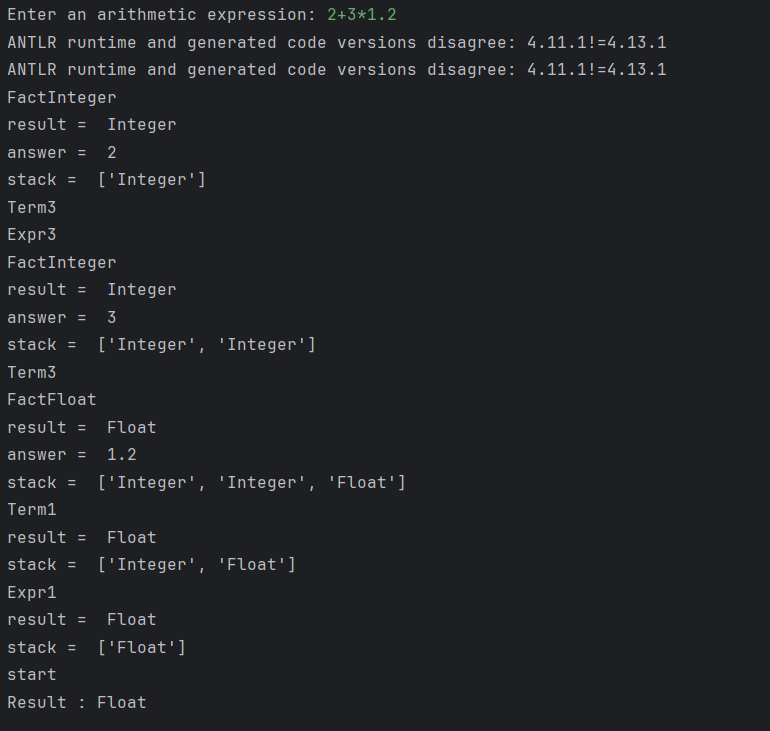 Enter an arithmetic expression: 2+3*1.2
ANTLR runtime and generated code versions disagree: 4.11.1!=4.13.1
ANTLR runtime and generated code versions disagree: 4.11.1!=4.13.1
FactInteger
result =  Integer
answer =  2
stack =  ['Integer']
Term3
Expr3
FactInteger
result =  Integer
answer =  3
stack =  ['Integer', 'Integer']
Term3
FactFloat
result =  Float
answer =  1.2
stack =  ['Integer', 'Integer', 'Float']
Term1
result =  Float
stack =  ['Integer', 'Float']
Expr1
result =  Float
stack =  ['Float']
start
Result : Float